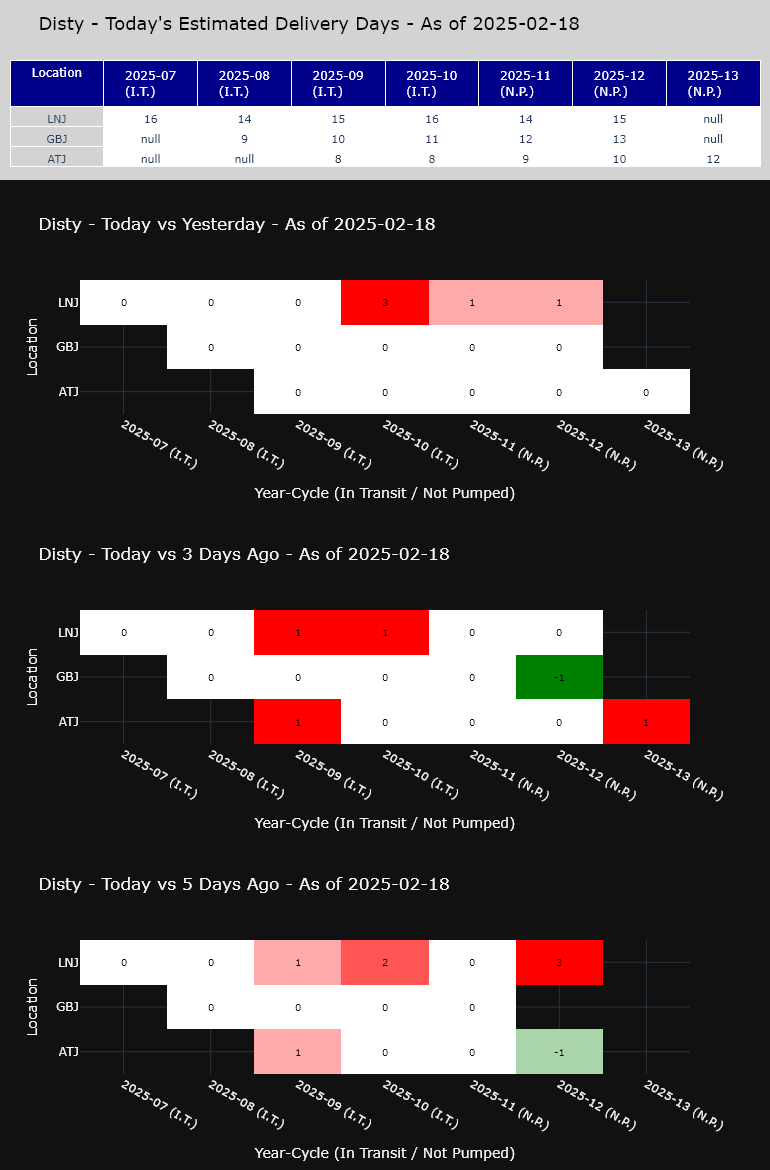 Disty - Today's Estimated Delivery Days - As of 2025-02-18
Location 2025-07 (I.T.) 2025-08 (I.T.) 2025-09 (I.T.) 2025-10 (I.T.) 2025-11 (N.P.) 2025-12 (N.P.) 2025-13 (N.P.)
LNJ 16 14 15 16 14 15 null
GBJ null 9 10 11 12 13 null
ATJ null null 8 8 9 10 12
Disty - Today vs Yesterday - As of 2025-02-18
Location
LNJ 0 0 0 3 1 1
GBJ 0 0 0 0 0
ATJ 0 0 0 0 0
2025-07 (I.T.) 2025-08 (I.T.) 2025-09 (I.T.) 2025-10 (I.T.) 2025-11 (N.P.) 2025-12 (N.P.) 2025-13 (N.P.)
Year-Cycle (In Transit / Not Pumped)
Disty - Today vs 3 Days Ago - As of 2025-02-18
Location
LNJ 0 0 1 1 0 0
GBJ 0 0 0 0 -1
ATJ 1 0 0 0 1
2025-07 (I.T.) 2025-08 (I.T.) 2025-09 (I.T.) 2025-10 (I.T.) 2025-11 (N.P.) 2025-12 (N.P.) 2025-13 (N.P.)
Year-Cycle (In Transit / Not Pumped)
Disty - Today vs 5 Days Ago - As of 2025-02-18
Location
LNJ 0 0 1 2 0 3
GBJ 0 0 0 0
ATJ 1 0 0 -1
2025-07 (I.T.) 2025-08 (I.T.) 2025-09 (I.T.) 2025-10 (I.T.) 2025-11 (N.P.) 2025-12 (N.P.) 2025-13 (N.P.)
Year-Cycle (In Transit / Not Pumped)